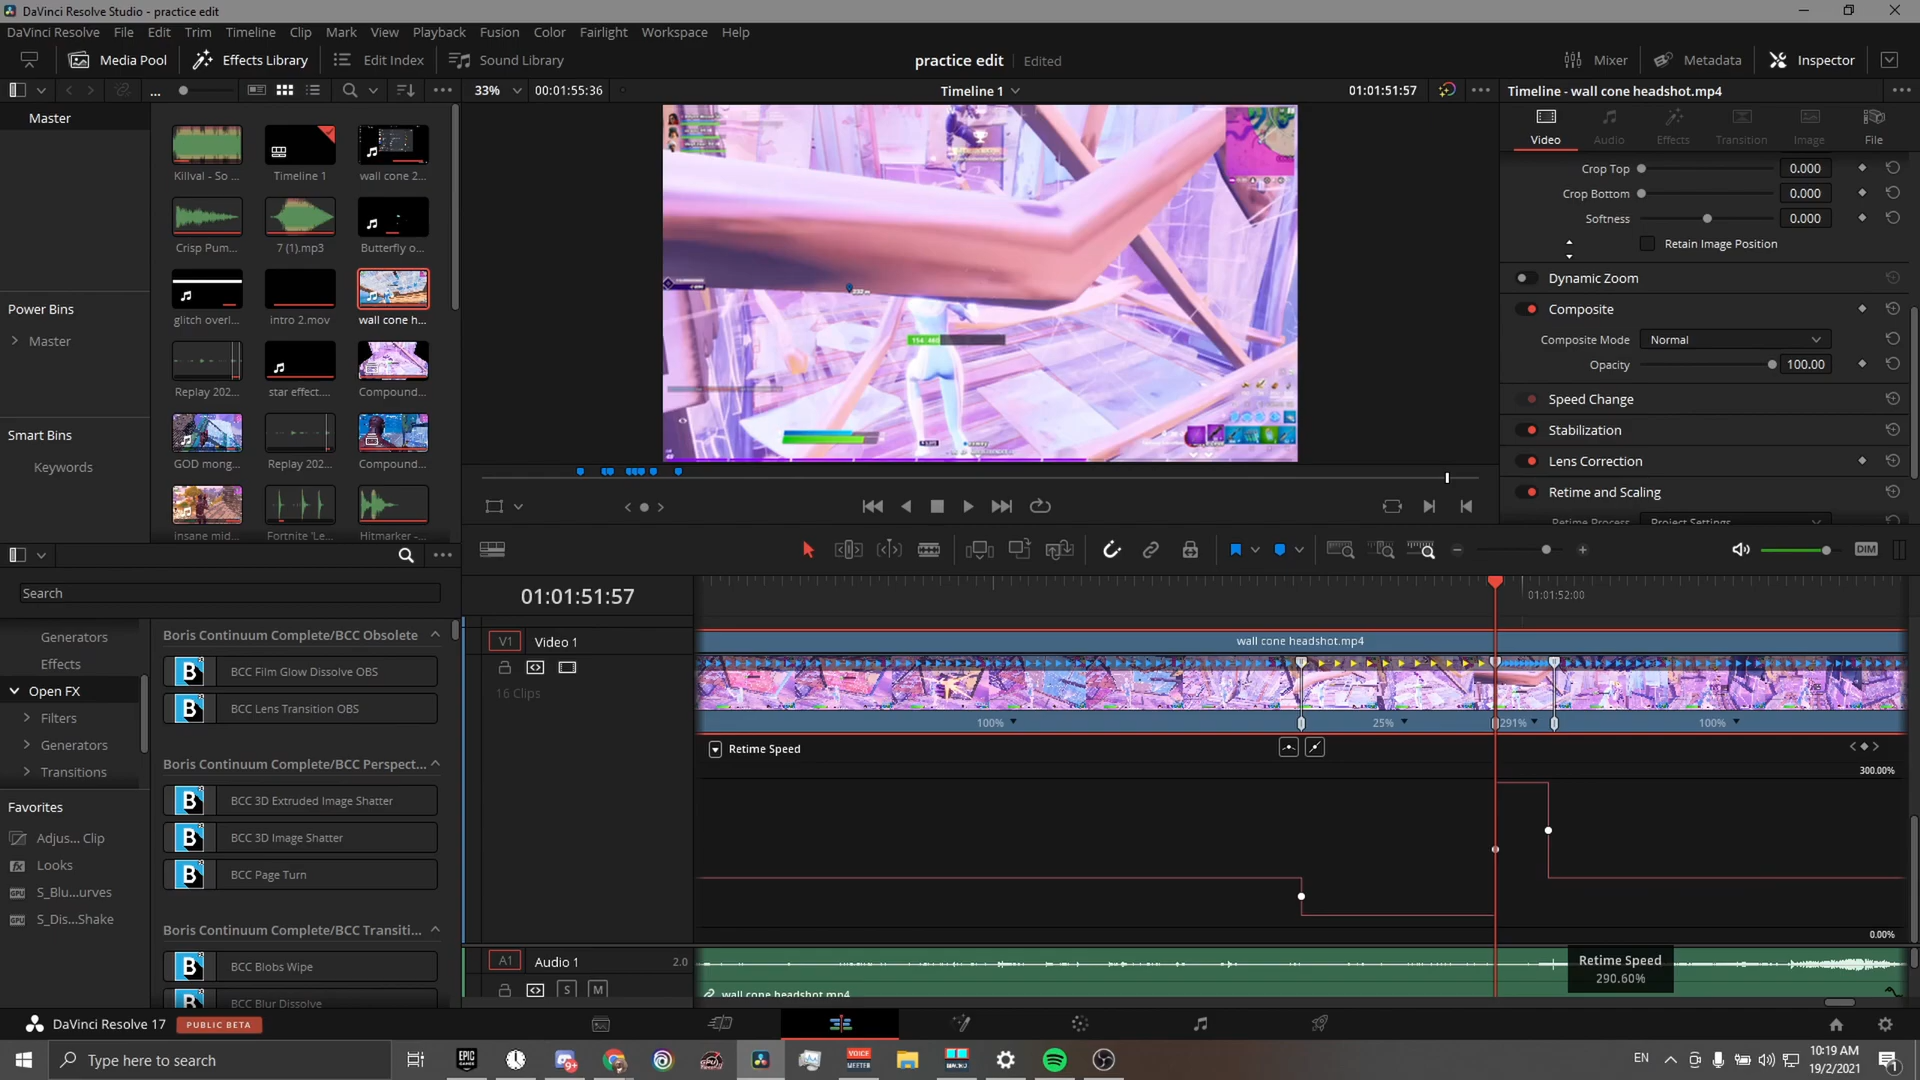 DaVinci Resolve Studio - practice edit
DaVinci Resolve File Edit Trim Timeline Clip Mark View Playback Fusion Color Fairlight Workspace Help
Media Pool Effects Library Edit Index Sound Library practice edit Edited Mixer Metadata Inspector
... 33% 00:01:55:36 Timeline 1 01:01:51:57 Timeline - wall cone headshot.mp4
Video Audio Effects Transition Image File
Master
Killval - So ... Timeline 1 wall cone 2...
Crisp Pum... 7 (1).mp3 Butterfly o...
glitch overl... intro 2.mov wall cone h...
Replay 202... star effect.... Compound...
GOD mong... Replay 202... Compound...
insane mid... Fortnite 'Le... Hitmarker -...
Power Bins
Master
Smart Bins
Keywords
Crop Top 0.000
Crop Bottom 0.000
Softness 0.000
Retain Image Position
Dynamic Zoom
Composite
Composite Mode Normal
Opacity 100.00
Speed Change
Stabilization
Lens Correction
Retime and Scaling
Retime Process Project Settings
DIM
Search
Generators
Effects
Open FX
Filters
Generators
Transitions
Favorites
Adjus... Clip
Looks
S_Blu...urves
S_Dis...Shake
Boris Continuum Complete/BCC Obsolete
BCC Film Glow Dissolve OBS
BCC Lens Transition OBS
Boris Continuum Complete/BCC Perspect...
BCC 3D Extruded Image Shatter
BCC 3D Image Shatter
BCC Page Turn
Boris Continuum Complete/BCC Transiti...
BCC Blobs Wipe
BCC Blur Dissolve
01:01:51:57 01:01:52:00
V1 Video 1 wall cone headshot.mp4
16 Clips
100% 25% 291% 100%
Retime Speed
300.00%
0.00%
A1 Audio 1 2.0
S M
wall cone headshot.mp4
Retime Speed
290.60%
DaVinci Resolve 17 PUBLIC BETA
Type here to search
EPIC GAMES
9+
VOICE MEETER
EN
10:19 AM
19/2/2021
1